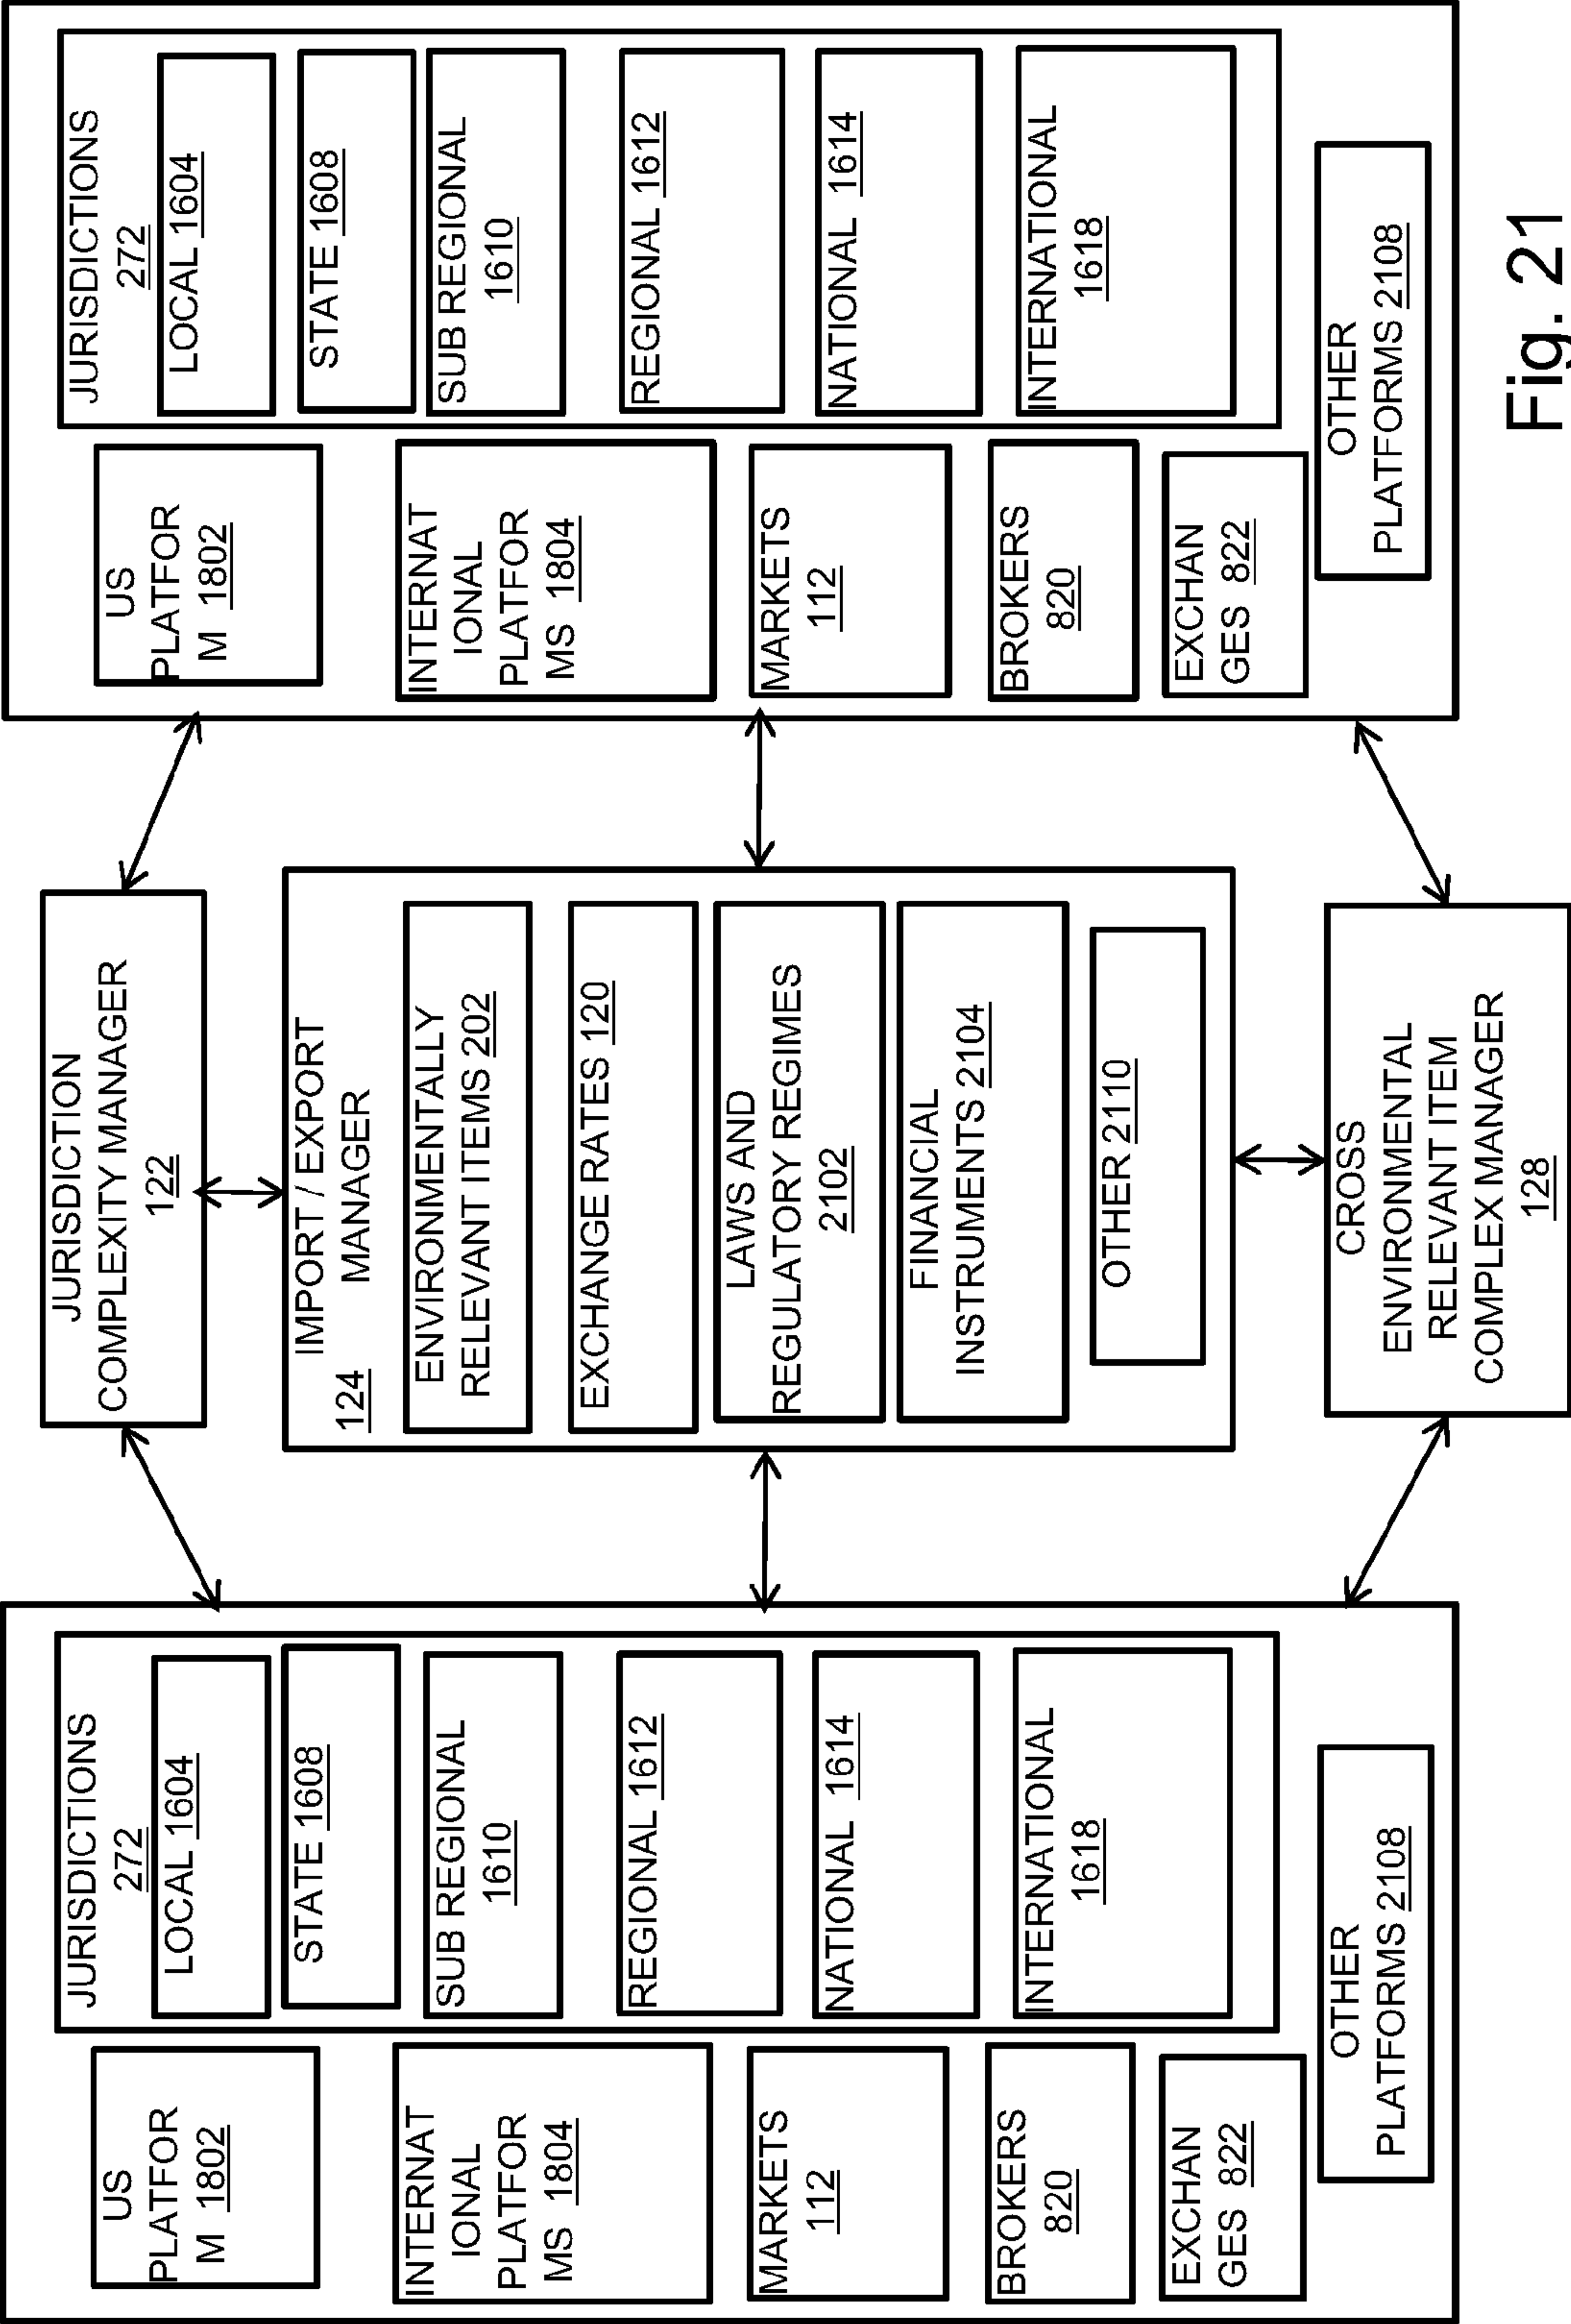 US
PLATFOR
M 1802
INTERNAT
IONAL
PLATFOR
MS 1804
MARKETS
112
BROKERS
820
EXCHAN
GES 822
JURISDICTIONS
272
LOCAL 1604
STATE 1608
SUB REGIONAL
1610
REGIONAL 1612
NATIONAL 1614
INTERNATIONAL
1618
OTHER
PLATFORMS 2108
JURISDICTION
COMPLEXITY MANAGER
122
IMPORT / EXPORT
MANAGER
124
ENVIRONMENTALLY
RELEVANT ITEMS 202
EXCHANGE RATES 120
LAWS AND
REGULATORY REGIMES
2102
FINANCIAL
INSTRUMENTS 2104
OTHER 2110
CROSS
ENVIRONMENTAL
RELEVANT ITEM
COMPLEX MANAGER
128
US
PLATFOR
M 1802
INTERNAT
IONAL
PLATFOR
MS 1804
MARKETS
112
BROKERS
820
EXCHAN
GES 822
JURISDICTIONS
272
LOCAL 1604
STATE 1608
SUB REGIONAL
1610
REGIONAL 1612
NATIONAL 1614
INTERNATIONAL
1618
OTHER
PLATFORMS 2108
Fig. 21